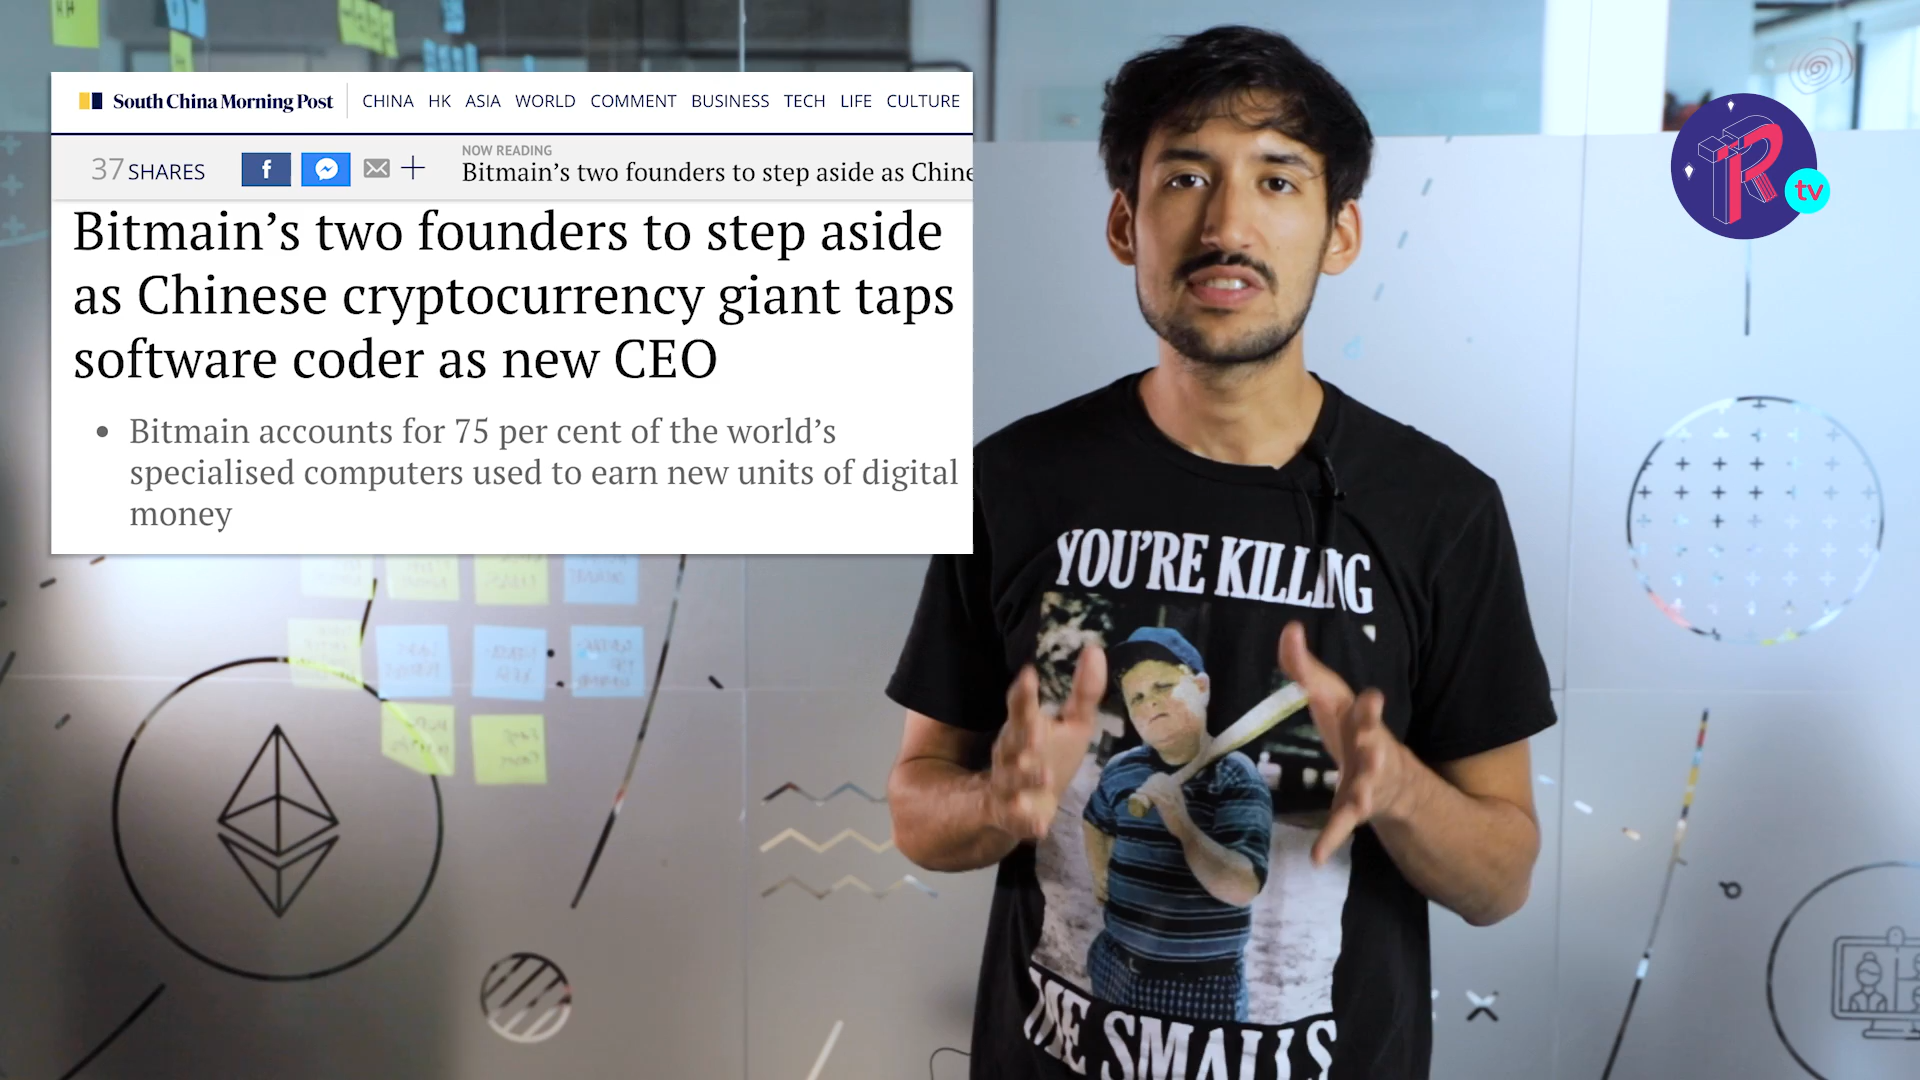 South China Morning Post
CHINA HK ASIA WORLD COMMENT BUSINESS TECH LIFE CULTURE
37 SHARES
NOW READING
Bitmain’s two founders to step aside as Chine
Bitmain’s two founders to step aside
as Chinese cryptocurrency giant taps
software coder as new CEO
• Bitmain accounts for 75 per cent of the world’s
specialised computers used to earn new units of digital
money
TR
tv
YOU’RE KILLING
ME SMALLS